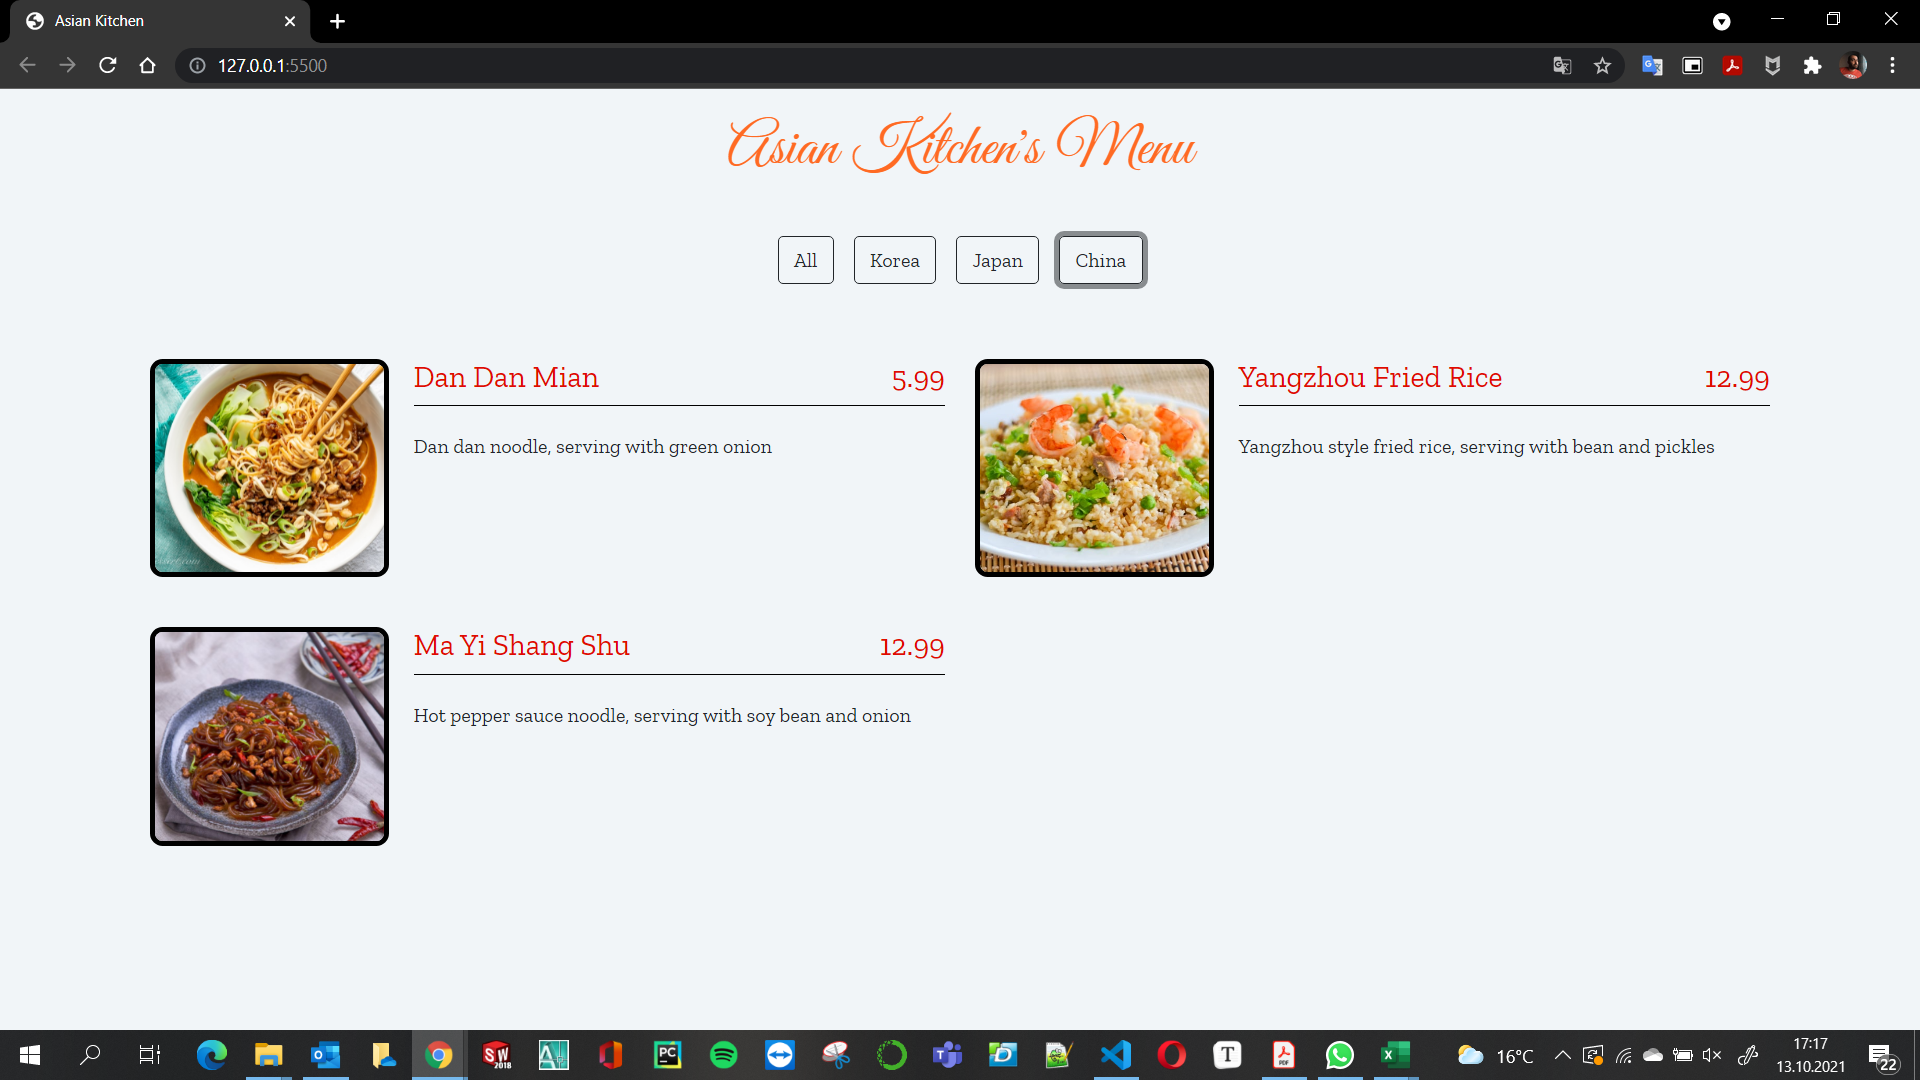 Asian Kitchen
127.0.0.1:5500
Asian Kitchen's Menu
All Korea Japan China
Dan Dan Mian 5.99
Dan dan noodle, serving with green onion
Yangzhou Fried Rice 12.99
Yangzhou style fried rice, serving with bean and pickles
Ma Yi Shang Shu 12.99
Hot pepper sauce noodle, serving with soy bean and onion
16°C
17:17
13.10.2021
22